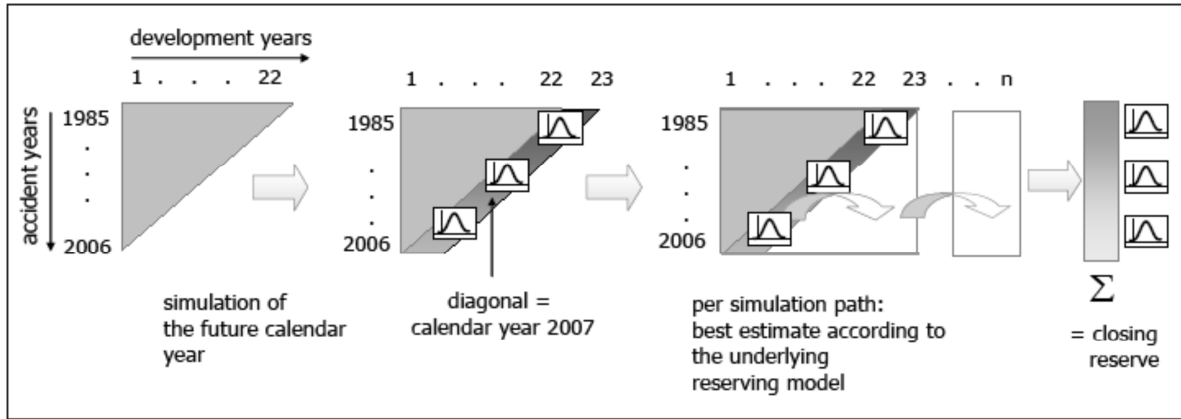 development years
1 . . . 22
accident years
1985
.
.
.
2006
simulation of
the future calendar
year
1 . . . 22 23
1985
.
.
.
2006
diagonal =
calendar year 2007
1 . . . 22 23 . . n
1985
.
.
.
2006
per simulation path:
best estimate according to
the underlying
reserving model
Σ
= closing
reserve